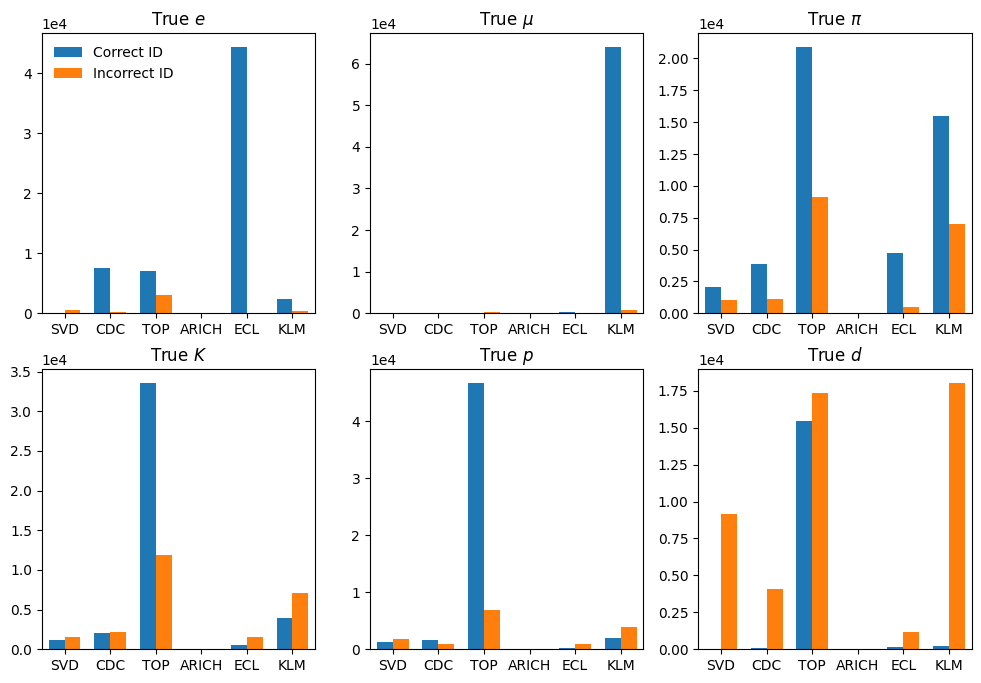 True e
1e4
Correct ID
Incorrect ID
4
3
2
1
0
SVD CDC TOP ARICH ECL KLM
True μ
1e4
6
5
4
3
2
1
0
SVD CDC TOP ARICH ECL KLM
True π
1e4
2.00
1.75
1.50
1.25
1.00
0.75
0.50
0.25
0.00
SVD CDC TOP ARICH ECL KLM
True K
1e4
3.5
3.0
2.5
2.0
1.5
1.0
0.5
0.0
SVD CDC TOP ARICH ECL KLM
True p
1e4
4
3
2
1
0
SVD CDC TOP ARICH ECL KLM
True d
1e4
1.75
1.50
1.25
1.00
0.75
0.50
0.25
0.00
SVD CDC TOP ARICH ECL KLM